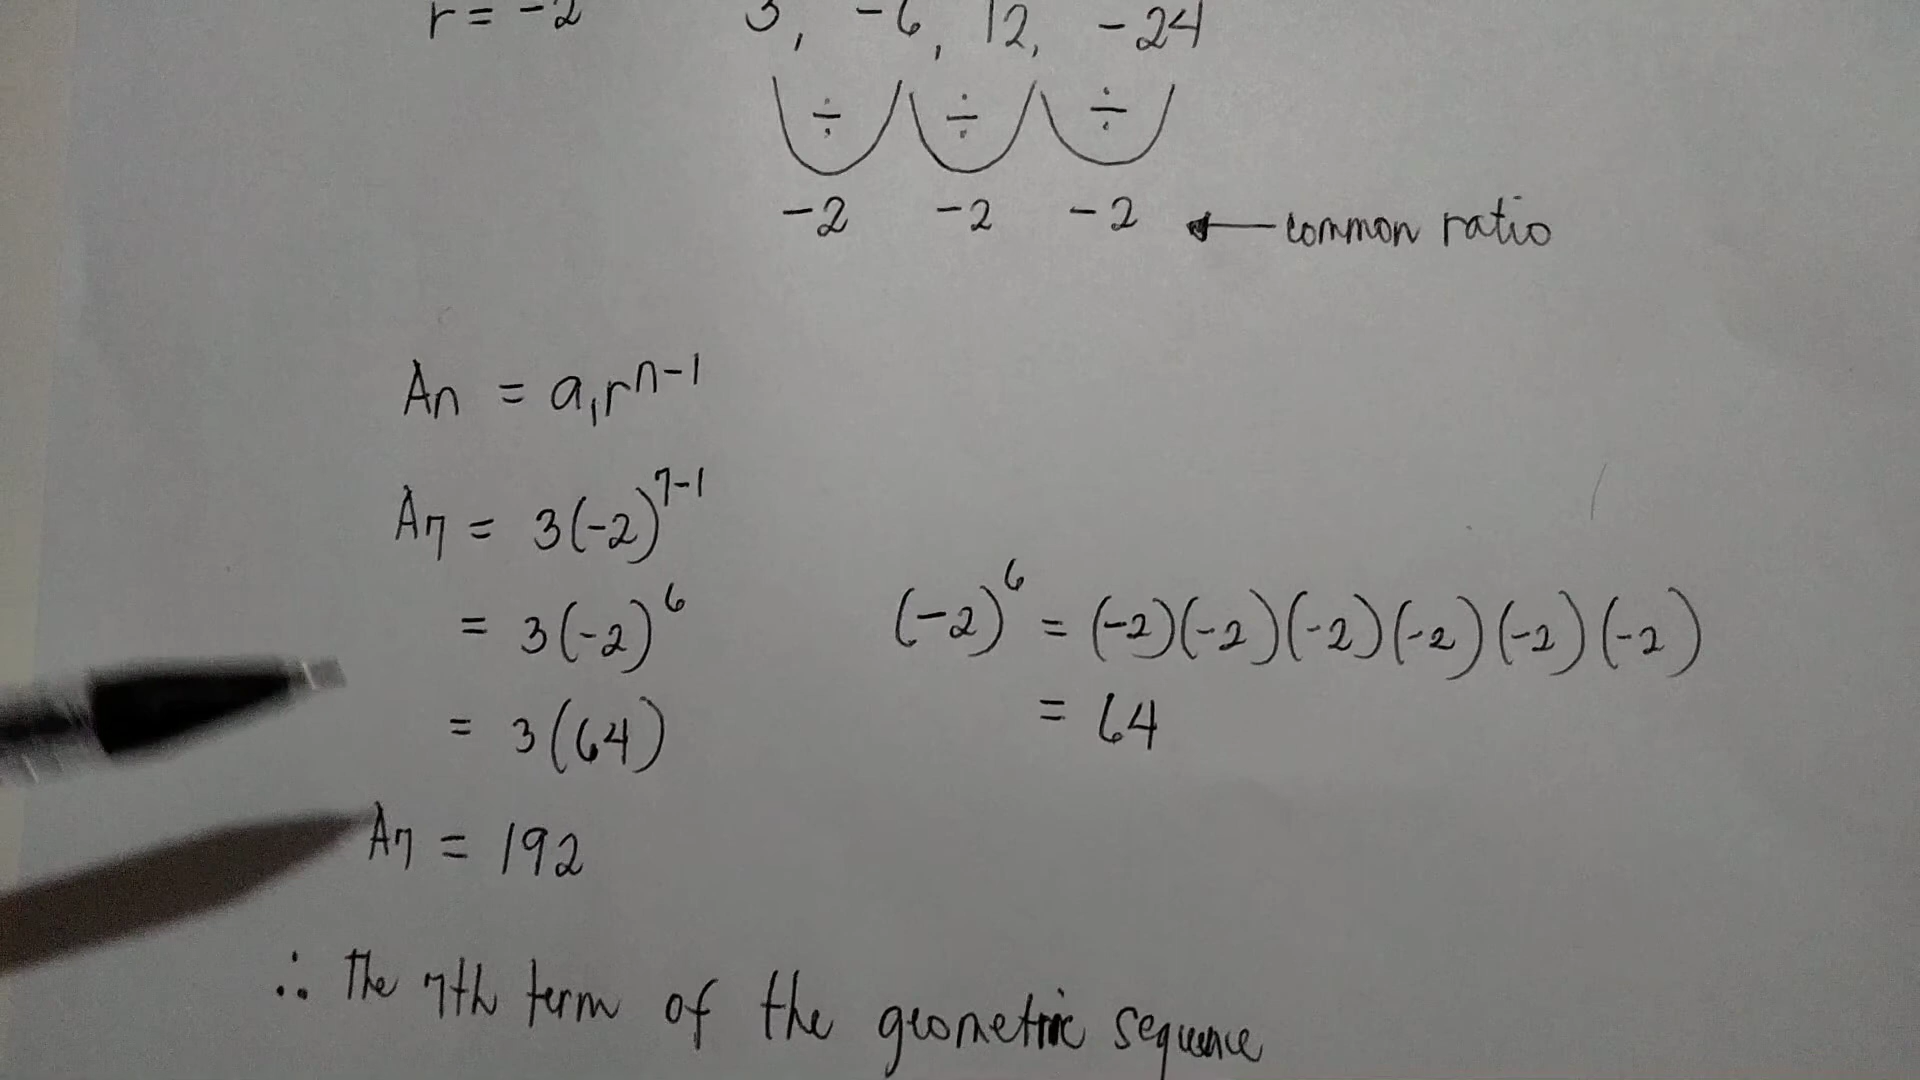 r = -2 3, -6, 12, -24
÷ ÷ ÷
-2 -2 -2 ← common ratio
An = a₁rⁿ⁻¹
A₇ = 3(-2)⁷⁻¹
= 3(-2)⁶ (-2)⁶ = (-2)(-2)(-2)(-2)(-2)(-2)
= 3(64) = 64
A₇ = 192
∴ The 7th term of the geometric sequence